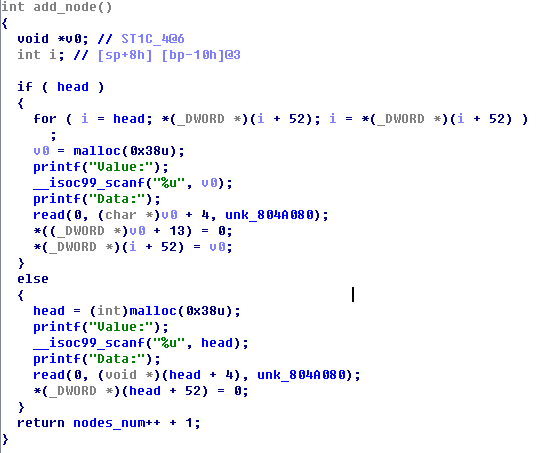 int add_node()
{
  void *v0; // ST1C_4@6
  int i; // [sp+8h] [bp-10h]@3

  if ( head )
  {
    for ( i = head; *(_DWORD *)(i + 52); i = *(_DWORD *)(i + 52) )
      ;
    v0 = malloc(0x38u);
    printf("Value:");
    __isoc99_scanf("%u", v0);
    printf("Data:");
    read(0, (char *)v0 + 4, unk_804A080);
    *((_DWORD *)v0 + 13) = 0;
    *(_DWORD *)(i + 52) = v0;
  }
  else
  {
    head = (int)malloc(0x38u);
    printf("Value:");
    __isoc99_scanf("%u", head);
    printf("Data:");
    read(0, (void *)(head + 4), unk_804A080);
    *(_DWORD *)(head + 52) = 0;
  }
  return nodes_num++ + 1;
}